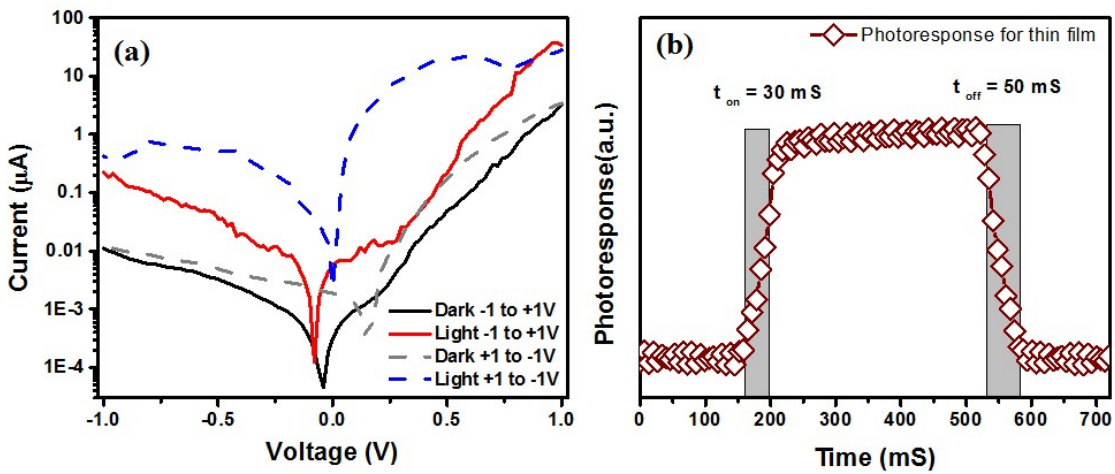 (a)
100
10
1
0.1
0.01
1E-3
1E-4
Current (μA)
-1.0
-0.5
0.0
0.5
1.0
Voltage (V)
Dark -1 to +1V
Light -1 to +1V
Dark +1 to -1V
Light +1 to -1V
(b)
Photoresponse for thin film
t on = 30 mS
t off = 50 mS
Photoresponse(a.u.)
0
100
200
300
400
500
600
700
Time (mS)